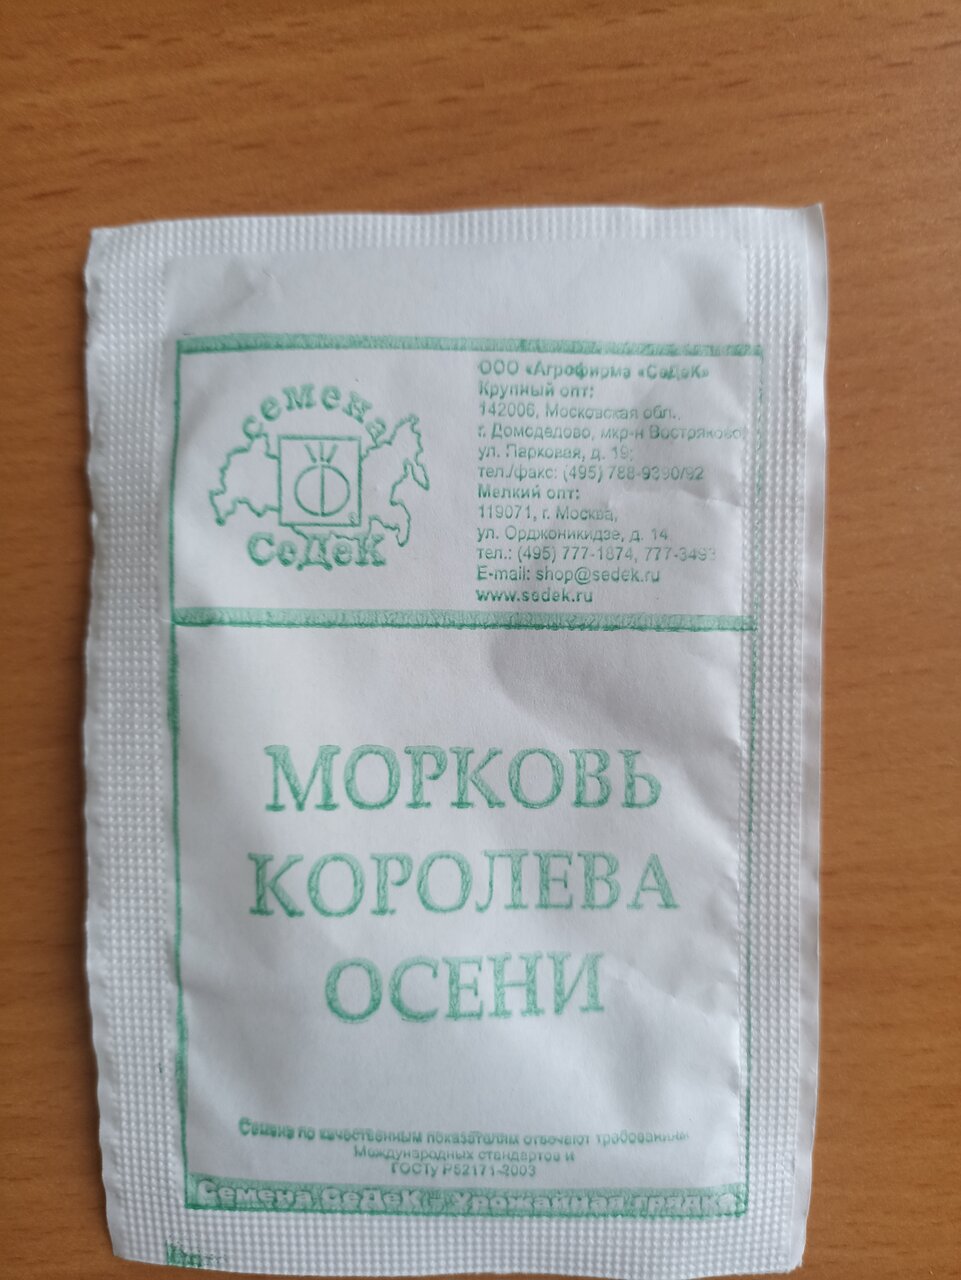 семена
СеДеК
ООО «Агрофирма «СеДеК»
Крупный опт:
142006, Московская обл.,
г. Домодедово, мкр-н Востряково
ул. Парковая, д. 19;
тел./факс: (495) 788-9390/92
Мелкий опт:
119071, г. Москва,
ул. Орджоникидзе, д. 14
тел.: (495) 777-1874, 777-3493
E-mail: shop@sedek.ru
www.sedek.ru
МОРКОВЬ
КОРОЛЕВА
ОСЕНИ
Семена по качественным показателям отвечают требованиям
Международных стандартов и
ГОСТу Р52171-2003
Семена СеДеК - Урожайная грядка